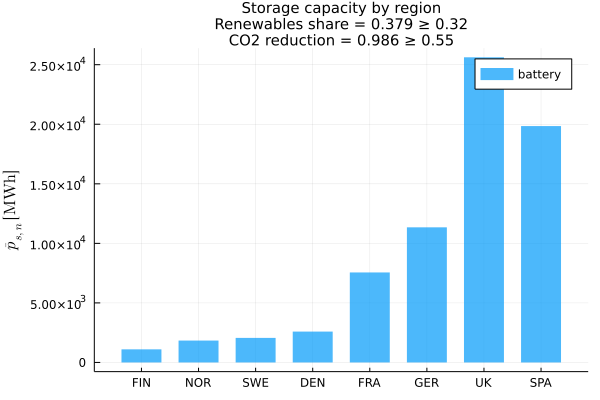 Storage capacity by region
Renewables share = 0.379 ≥ 0.32
CO2 reduction = 0.986 ≥ 0.55
2.50×10⁴
2.00×10⁴
1.50×10⁴
1.00×10⁴
5.00×10³
0
p̄ₛ,ₙ [MWh]
battery
FIN NOR SWE DEN FRA GER UK SPA